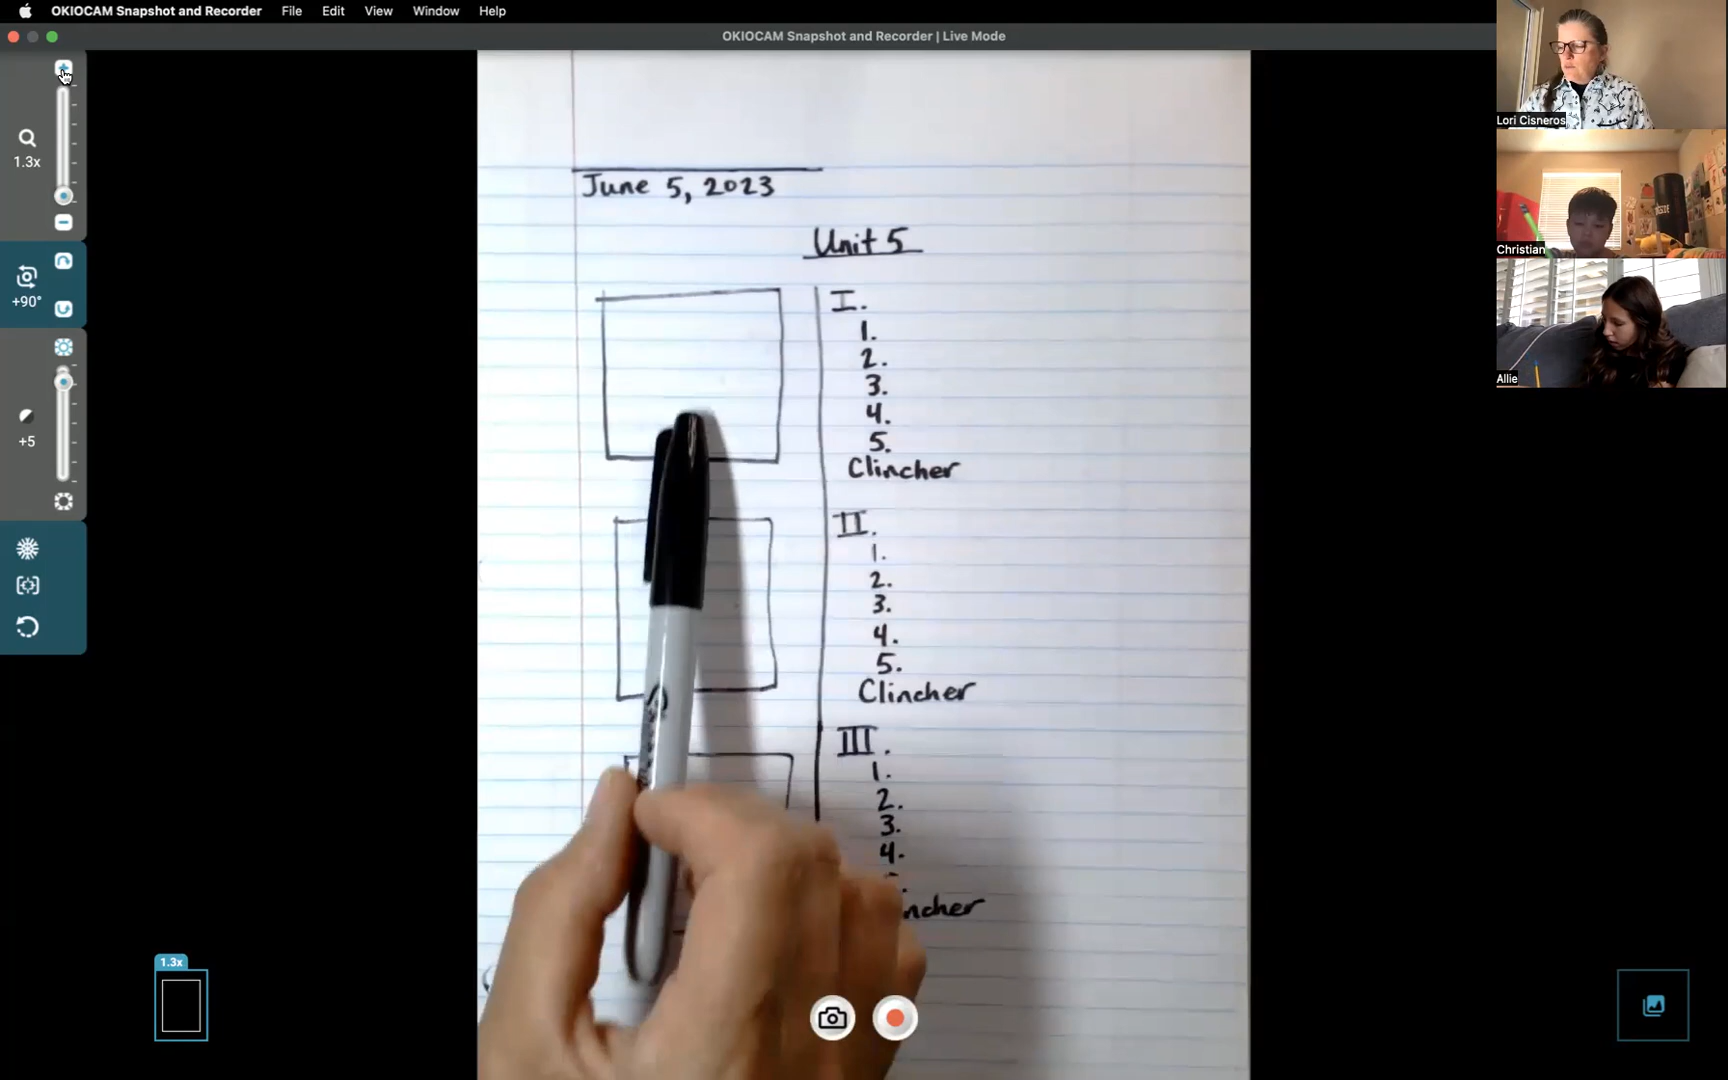 OKIOCAM Snapshot and Recorder File Edit View Window Help
OKIOCAM Snapshot and Recorder | Live Mode
1.3x
+90°
+5
1.3x
June 5, 2023
Unit 5
I.
1.
2.
3.
4.
5.
Clincher
II.
1.
2.
3.
4.
5.
Clincher
III.
1.
2.
3.
4.
ncher
Lori Cisneros
Christian
Allie